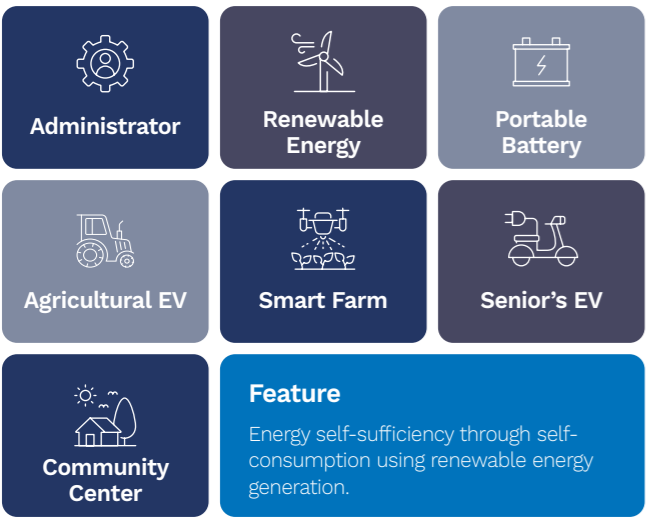 Administrator
Renewable
Energy
Portable
Battery
Agricultural EV
Smart Farm
Senior’s EV
Community
Center
Feature
Energy self-sufficiency through self-
consumption using renewable energy
generation.